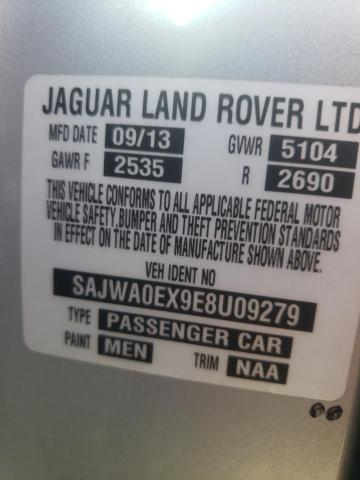 JAGUAR LAND ROVER LTD
MFD DATE 09/13 GVWR 5104
GAWR F 2535 R 2690
THIS VEHICLE CONFORMS TO ALL APPLICABLE FEDERAL MOTOR
VEHICLE SAFETY, BUMPER AND THEFT PREVENTION STANDARDS
IN EFFECT ON THE DATE OF MANUFACTURE SHOWN ABOVE.
VEH IDENT NO
SAJWA0EX9E8U09279
TYPE PASSENGER CAR
PAINT MEN TRIM NAA